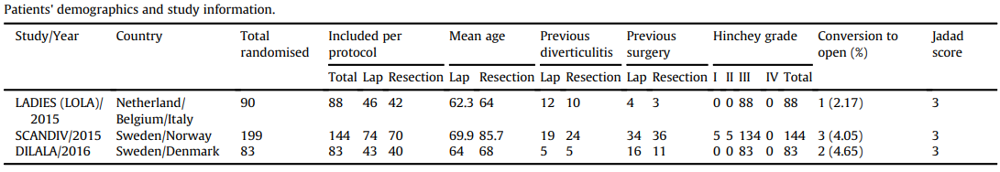 Patients' demographics and study information.
Study/Year Country Total Included per Mean age Previous Previous Hinchey grade Conversion to Jadad
randomised protocol diverticulitis surgery open (%) score
Total Lap Resection Lap Resection Lap Resection Lap Resection I II III IV Total
LADIES (LOLA)/ Netherland/ 90 88 46 42 62.3 64 12 10 4 3 0 0 88 0 88 1 (2.17) 3
2015 Belgium/Italy
SCANDIV/2015 Sweden/Norway 199 144 74 70 69.9 85.7 19 24 34 36 5 5 134 0 144 3 (4.05) 3
DILALA/2016 Sweden/Denmark 83 83 43 40 64 68 5 5 16 11 0 0 83 0 83 2 (4.65) 3